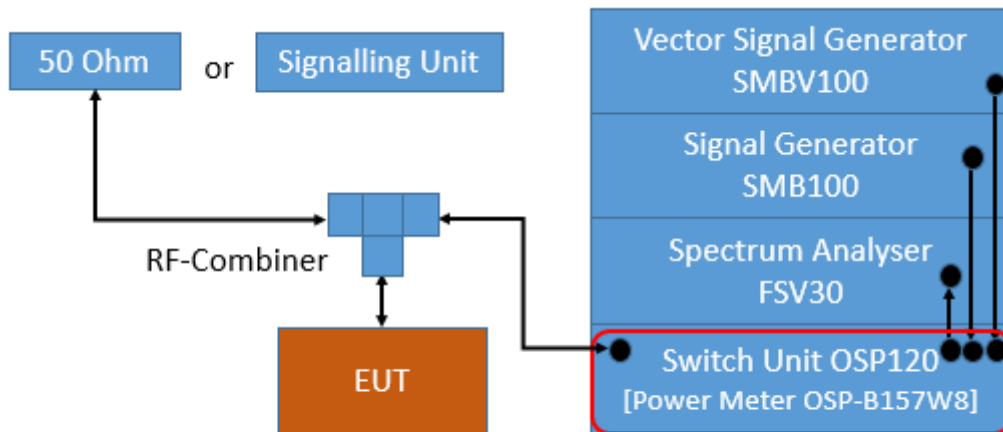 50 Ohm
or
Signalling Unit
Vector Signal Generator
SMBV100
Signal Generator
SMB100
RF-Combiner
Spectrum Analyser
FSV30
EUT
Switch Unit OSP120
[Power Meter OSP-B157W8]